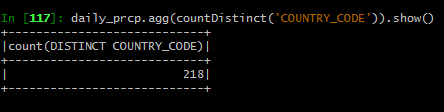 In [117]: daily_prcp.agg(countDistinct('COUNTRY_CODE')).show()
+----------------------------+
|count(DISTINCT COUNTRY_CODE)|
+----------------------------+
|                         218|
+----------------------------+